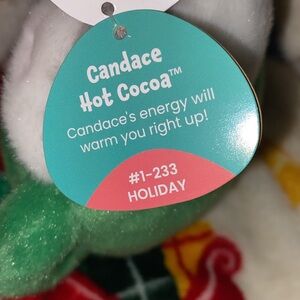 Candace
Hot Cocoa™
Candace's energy will
warm you right up!
#1-233
HOLIDAY